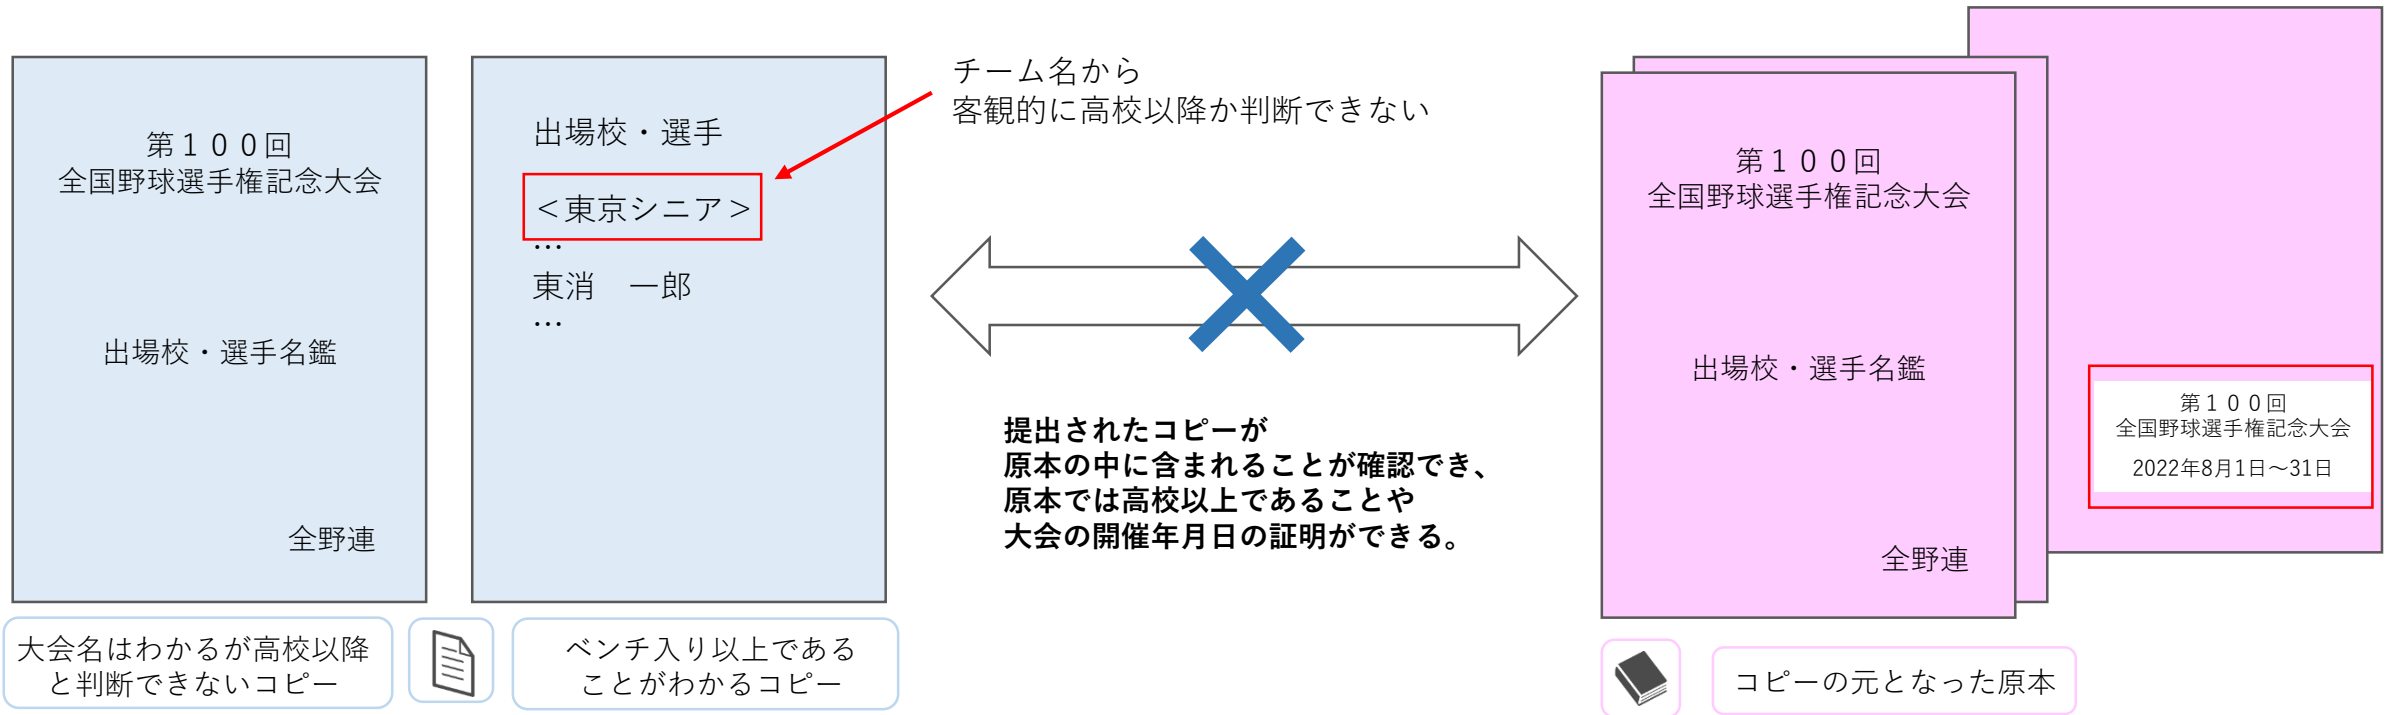 第１００回
全国野球選手権記念大会
出場校・選手名鑑
全野連
大会名はわかるが高校以降
と判断できないコピー
出場校・選手
＜東京シニア＞
…
東消　一郎
…
ベンチ入り以上である
ことがわかるコピー
チーム名から
客観的に高校以降か判断できない
提出されたコピーが
原本の中に含まれることが確認でき、
原本では高校以上であることや
大会の開催年月日の証明ができる。
第１００回
全国野球選手権記念大会
出場校・選手名鑑
全野連
第１００回
全国野球選手権記念大会
2022年8月1日～31日
コピーの元となった原本